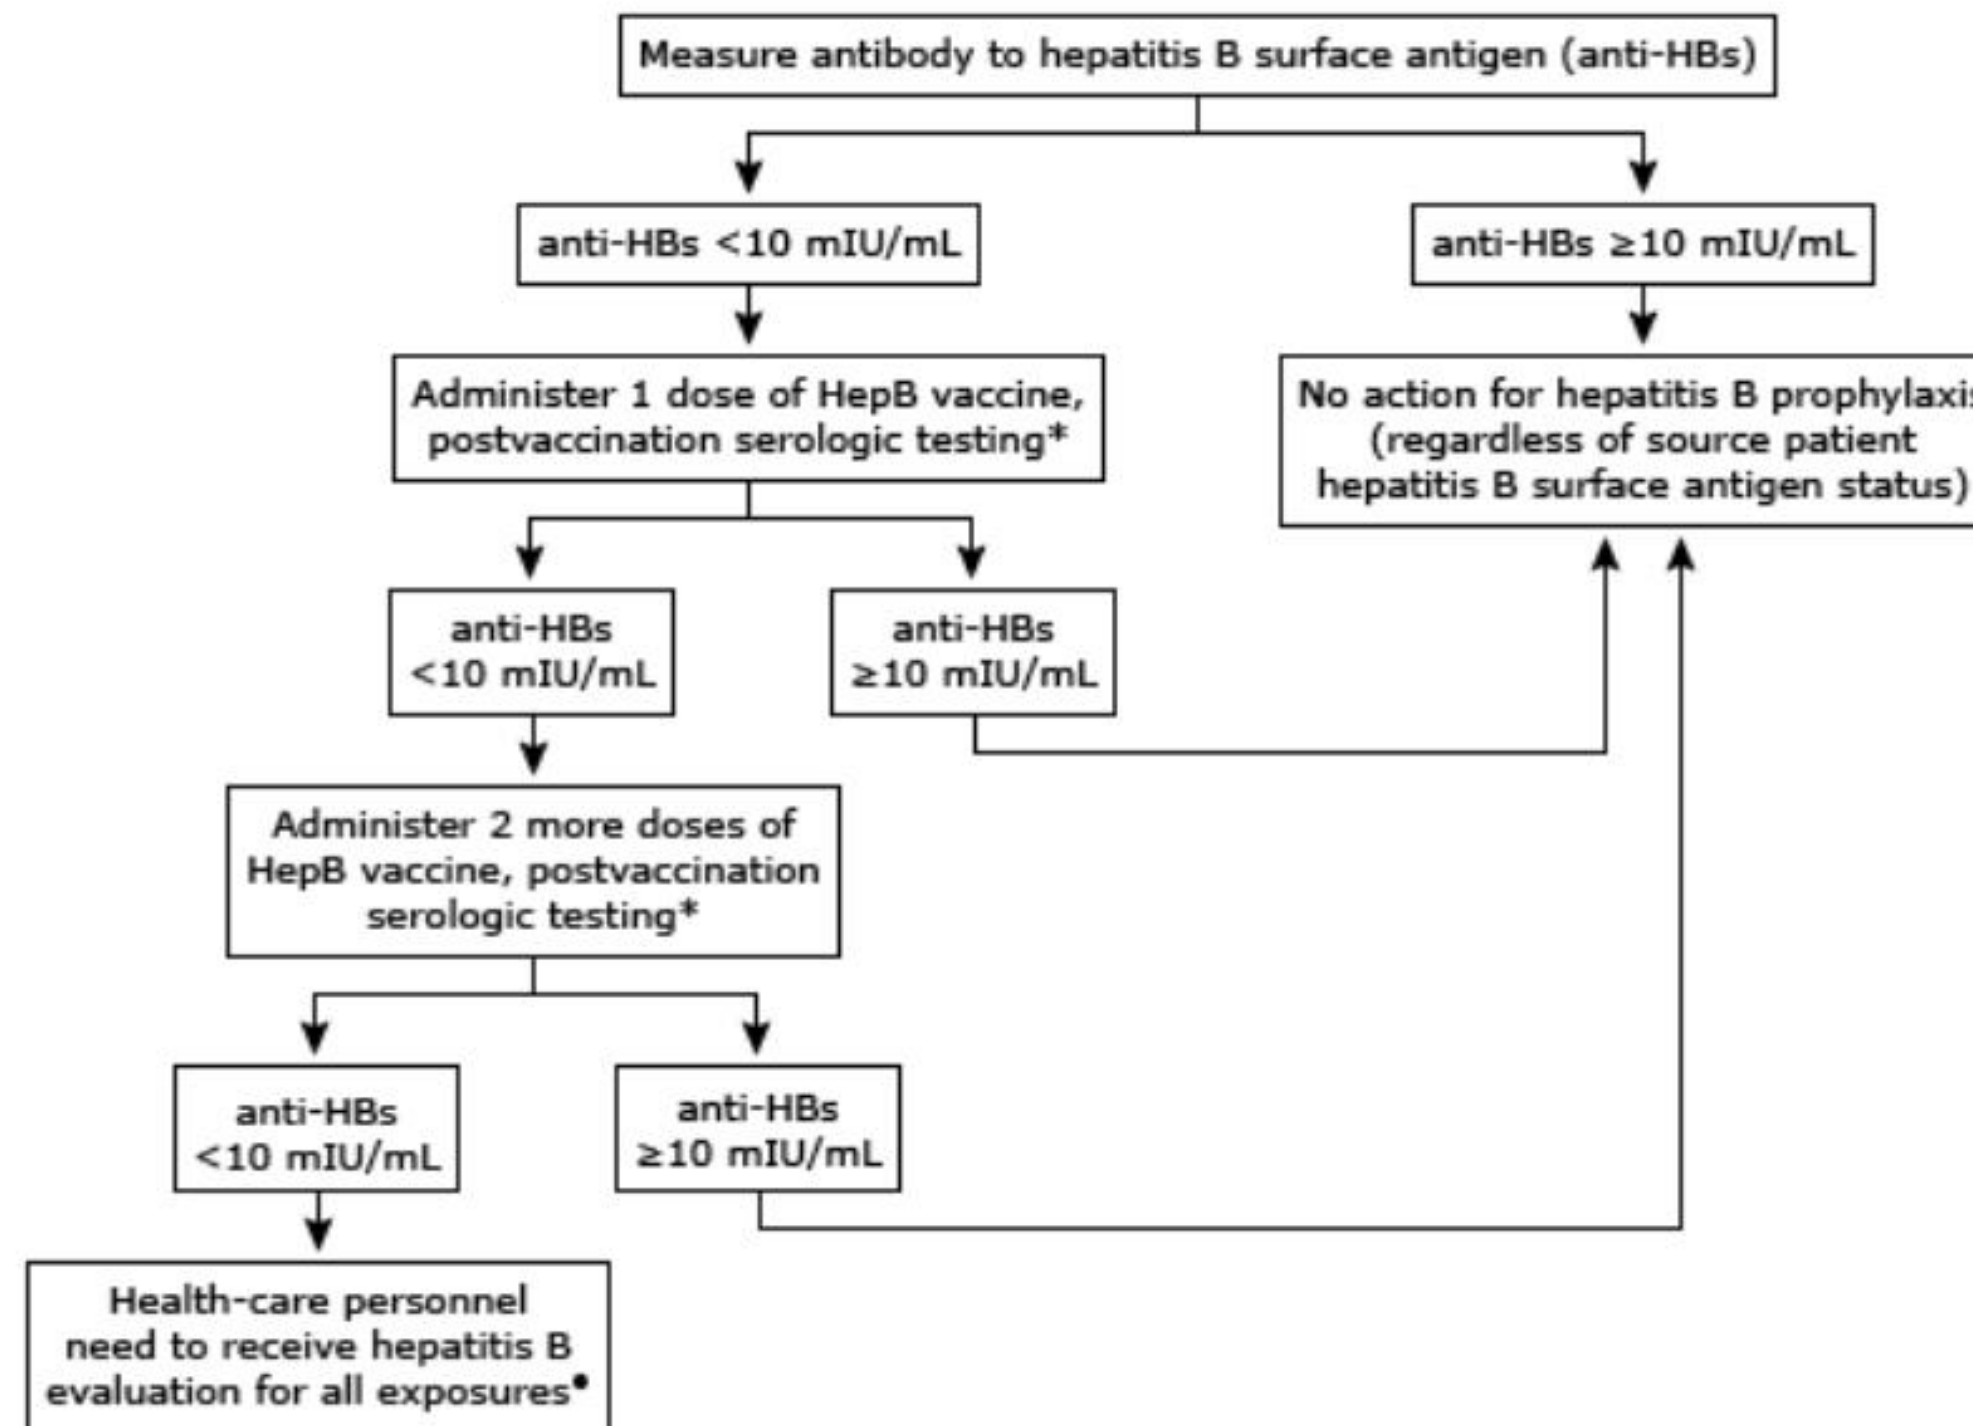 Measure antibody to hepatitis B surface antigen (anti-HBs)
anti-HBs <10 mIU/mL
anti-HBs ≥10 mIU/mL
Administer 1 dose of HepB vaccine,
postvaccination serologic testing*
No action for hepatitis B prophylaxis
(regardless of source patient
hepatitis B surface antigen status)
anti-HBs
<10 mIU/mL
anti-HBs
≥10 mIU/mL
Administer 2 more doses of
HepB vaccine, postvaccination
serologic testing*
anti-HBs
<10 mIU/mL
anti-HBs
≥10 mIU/mL
Health-care personnel
need to receive hepatitis B
evaluation for all exposures•